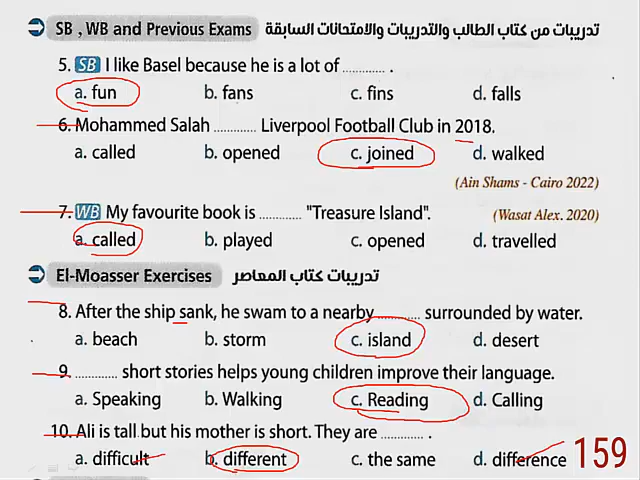 SB , WB and Previous Exams تدريبات من كتاب الطالب والتدريبات والامتحانات السابقة
5. SB I like Basel because he is a lot of ............ .
a. fun b. fans c. fins d. falls
6. Mohammed Salah ............ Liverpool Football Club in 2018.
a. called b. opened c. joined d. walked
(Ain Shams - Cairo 2022)
7. WB My favourite book is ............ "Treasure Island". (Wasat Alex. 2020)
a. called b. played c. opened d. travelled
El-Moasser Exercises تدريبات كتاب المعاصر
8. After the ship sank, he swam to a nearby ............ surrounded by water.
a. beach b. storm c. island d. desert
9. ............ short stories helps young children improve their language.
a. Speaking b. Walking c. Reading d. Calling
10. Ali is tall but his mother is short. They are ............ .
a. difficult b. different c. the same d. difference
159